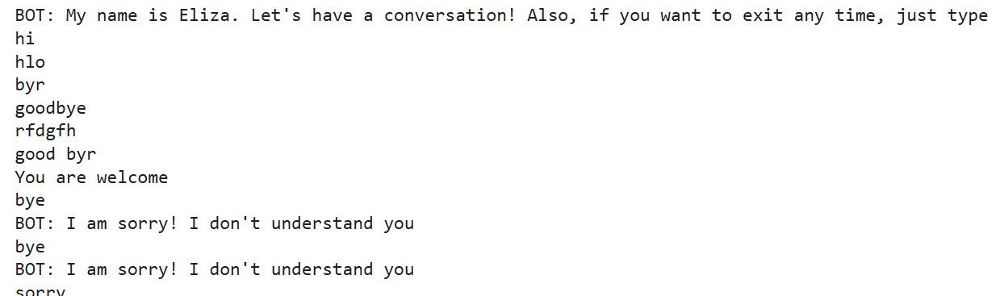 BOT: My name is Eliza. Let's have a conversation! Also, if you want to exit any time, just type
hi
hlo
byr
goodbye
rfdgfh
good byr
You are welcome
bye
BOT: I am sorry! I don't understand you
bye
BOT: I am sorry! I don't understand you
sorry